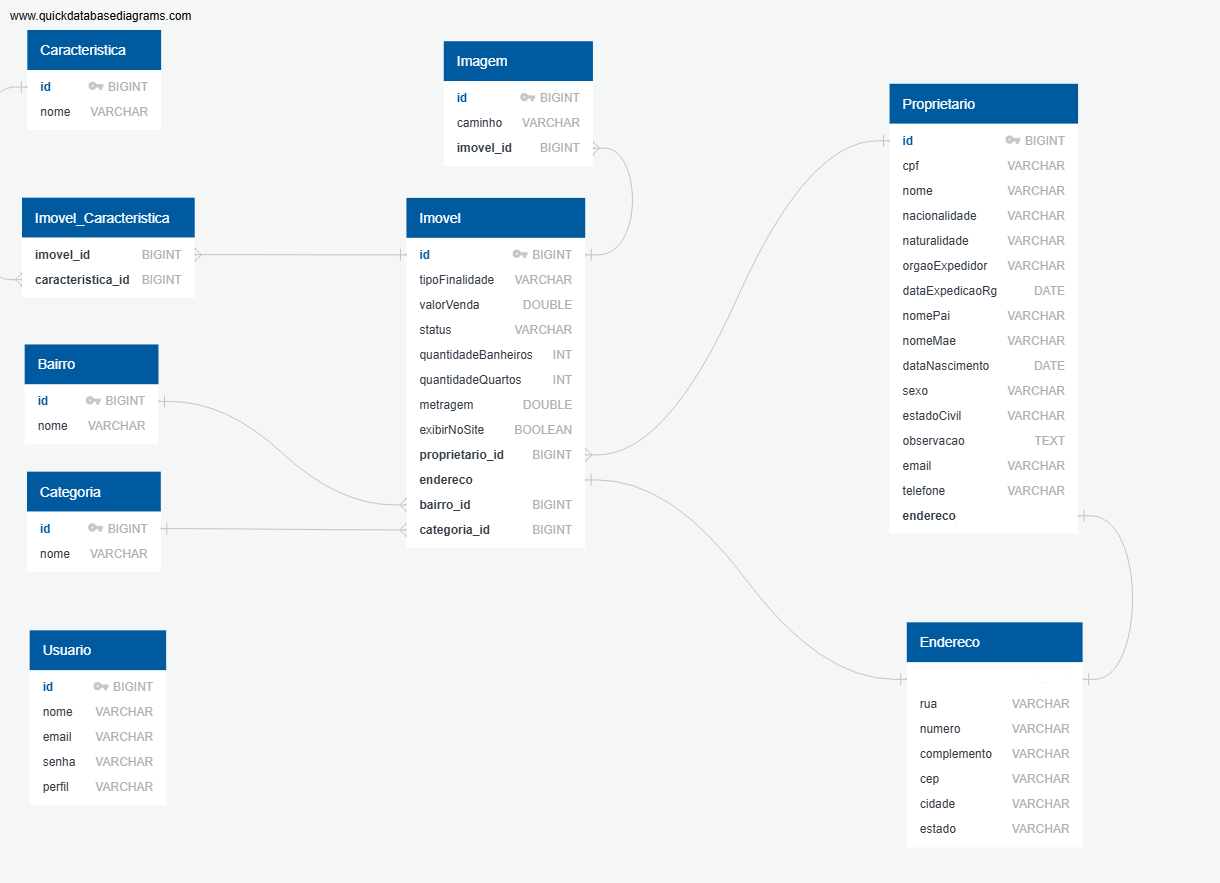 www.quickdatabasediagrams.com
Caracteristica
id BIGINT
nome VARCHAR
Imagem
id BIGINT
caminho VARCHAR
imovel_id BIGINT
Proprietario
id BIGINT
cpf VARCHAR
nome VARCHAR
nacionalidade VARCHAR
naturalidade VARCHAR
orgaoExpedidor VARCHAR
dataExpedicaoRg DATE
nomePai VARCHAR
nomeMae VARCHAR
dataNascimento DATE
sexo VARCHAR
estadoCivil VARCHAR
observacao TEXT
email VARCHAR
telefone VARCHAR
endereco
Imovel_Caracteristica
imovel_id BIGINT
caracteristica_id BIGINT
Imovel
id BIGINT
tipoFinalidade VARCHAR
valorVenda DOUBLE
status VARCHAR
quantidadeBanheiros INT
quantidadeQuartos INT
metragem DOUBLE
exibirNoSite BOOLEAN
proprietario_id BIGINT
endereco
bairro_id BIGINT
categoria_id BIGINT
Bairro
id BIGINT
nome VARCHAR
Categoria
id BIGINT
nome VARCHAR
Usuario
id BIGINT
nome VARCHAR
email VARCHAR
senha VARCHAR
perfil VARCHAR
Endereco
rua VARCHAR
numero VARCHAR
complemento VARCHAR
cep VARCHAR
cidade VARCHAR
estado VARCHAR